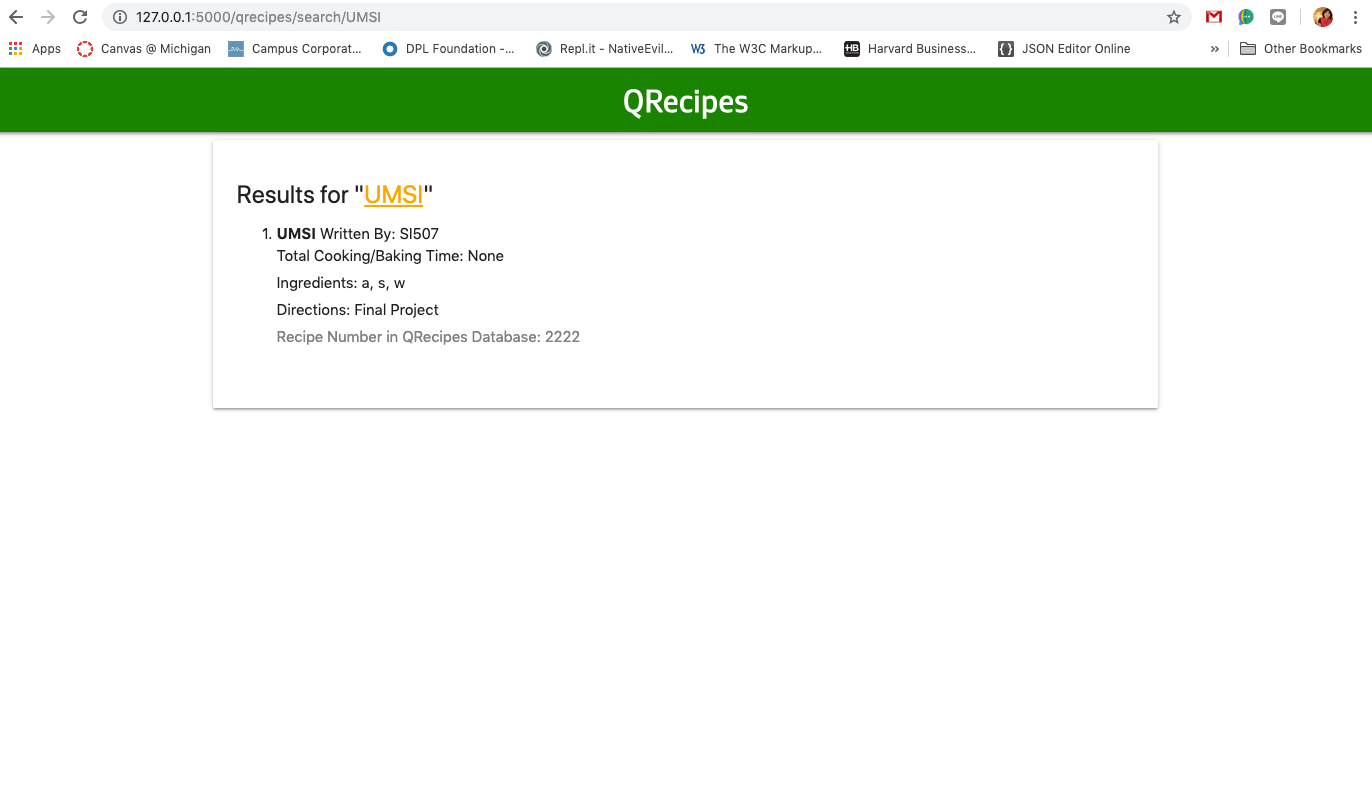 127.0.0.1:5000/qrecipes/search/UMSI
Apps Canvas @ Michigan Campus Corporat... DPL Foundation -... Repl.it - NativeEvil... W3 The W3C Markup... HB Harvard Business... {} JSON Editor Online » Other Bookmarks
QRecipes
Results for "UMSI"
1. UMSI Written By: SI507
Total Cooking/Baking Time: None
Ingredients: a, s, w
Directions: Final Project
Recipe Number in QRecipes Database: 2222